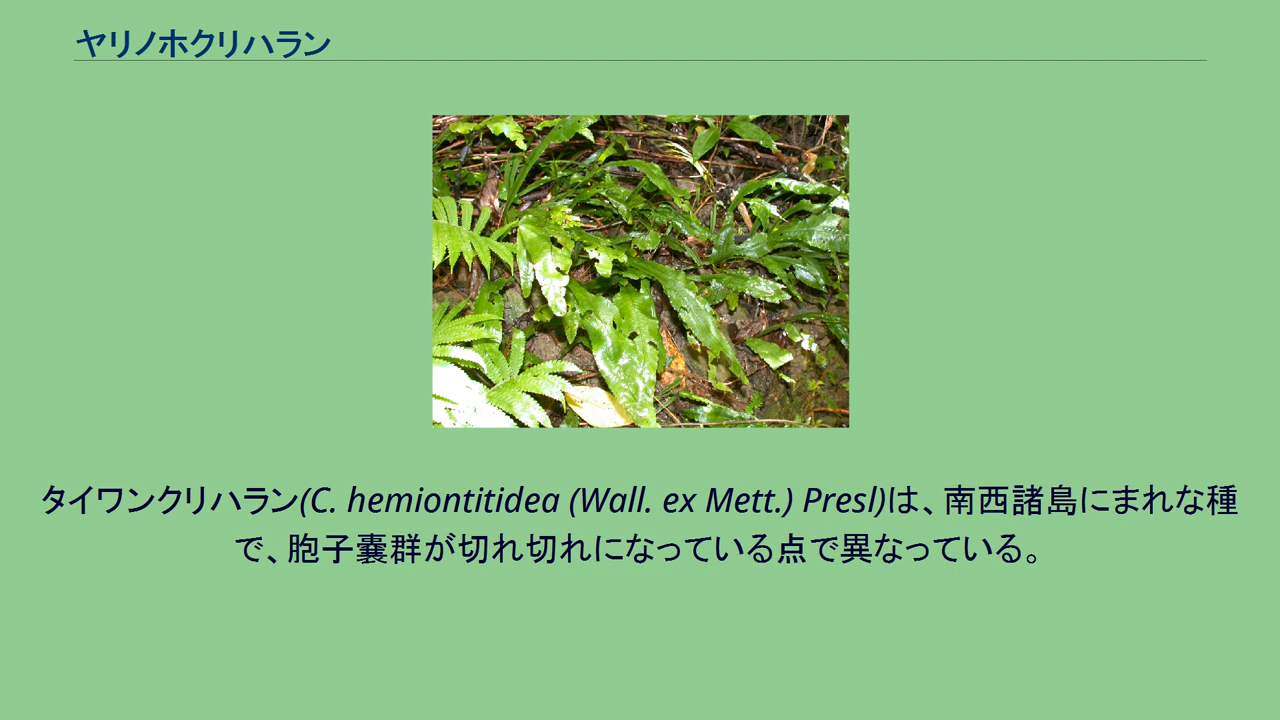 ヤリノホクリハラン
タイワンクリハラン(C. hemiontitidea (Wall. ex Mett.) Presl)は、南西諸島にまれな種
で、胞子嚢群が切れ切れになっている点で異なっている。